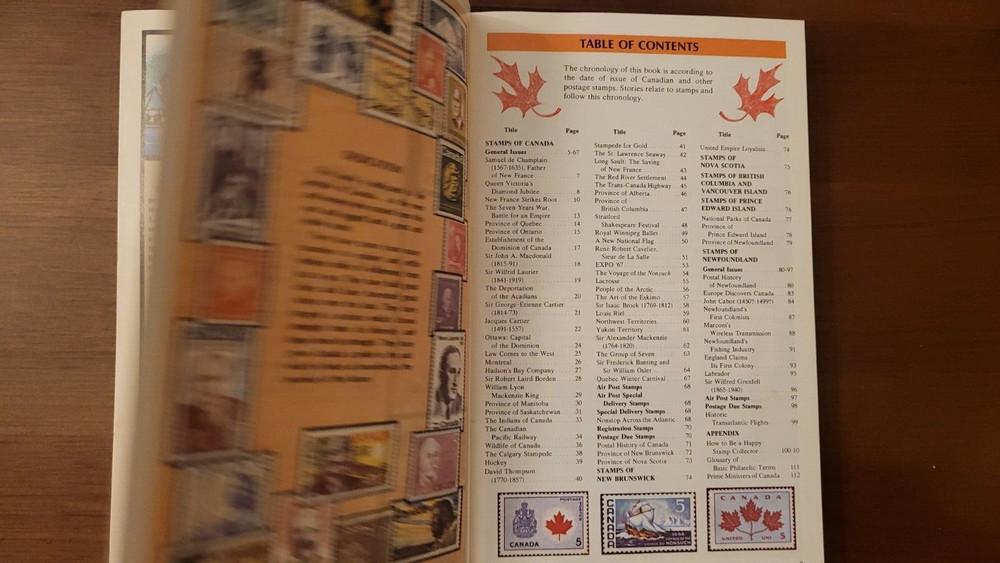 TABLE OF CONTENTS
The chronology of this book is according to
the date of issue of Canadian and other
postage stamps. Stories relate to stamps and
follow this chronology.
Title Page
STAMPS OF CANADA
General Issues 5-67
Samuel de Champlain
(1567-1635), Father
of New France 7
Queen Victoria's
Diamond Jubilee 8
New France Strikes Root 10
The Seven Years War,
Battle for an Empire 13
Province of Quebec 14
Province of Ontario 15
Establishment of the
Dominion of Canada 17
Sir John A. Macdonald
(1815-91) 18
Sir Wilfrid Laurier
(1841-1919) 19
The Deportation
of the Acadians 20
Sir George-Etienne Cartier
(1814-73) 21
Jacques Cartier
(1491-1557) 22
Ottawa: Capital
of the Dominion 24
Law Comes to the West 25
Montreal 26
Hudson's Bay Company 27
Sir Robert Laird Borden 28
William Lyon
Mackenzie King 29
Province of Manitoba 30
Province of Saskatchewan 31
The Indians of Canada 33
The Canadian
Pacific Railway 34
Wildlife of Canada 36
The Calgary Stampede 38
Hockey 39
David Thompson
(1770-1857) 40
Title Page
Stampede for Gold 41
The St. Lawrence Seaway 42
Long Sault: The Saving
of New France 43
The Red River Settlement 44
The Trans-Canada Highway 45
Province of Alberta 46
Province of
British Columbia 47
Stratford
Shakespeare Festival 48
Royal Winnipeg Ballet 49
A New National Flag 50
René Robert Cavelier,
Sieur de La Salle 51
EXPO '67 53
The Voyage of the Nonsuch 54
Lacrosse 55
People of the Arctic 56
The Art of the Eskimo 57
Sir Isaac Brock (1769-1812) 58
Louis Riel 59
Northwest Territories 60
Yukon Territory 61
Sir Alexander Mackenzie
(1764-1820) 62
The Group of Seven 63
Sir Frederick Banting and
Sir William Osler 64
Quebec Winter Carnival 67
Air Post Stamps 68
Air Post Special
Delivery Stamps 68
Special Delivery Stamps 68
Nonstop Across the Atlantic 68
Registration Stamps 70
Postage Due Stamps 70
Postal History of Canada 71
Province of New Brunswick 72
Province of Nova Scotia 73
STAMPS OF
NEW BRUNSWICK 74
Title Page
United Empire Loyalists 74
STAMPS OF
NOVA SCOTIA 75
STAMPS OF BRITISH
COLUMBIA AND
VANCOUVER ISLAND 76
STAMPS OF PRINCE
EDWARD ISLAND 76
National Parks of Canada 77
Province of
Prince Edward Island 78
Province of Newfoundland 79
STAMPS OF
NEWFOUNDLAND
General Issues 80-97
Postal History
of Newfoundland 80
Europe Discovers Canada 83
John Cabot (1450?-1499?) 84
Newfoundland's
First Colonists 87
Marconi's
Wireless Transmission 88
Newfoundland's
Fishing Industry 91
England Claims
Its First Colony 93
Labrador 95
Sir Wilfred Grenfell
(1865-1940) 96
Air Post Stamps 97
Postage Due Stamps 98
Historic
Transatlantic Flights 99
APPENDIX
How to Be a Happy
Stamp Collector 100-10
Glossary of
Basic Philatelic Terms 111
Prime Ministers of Canada 112
POSTAGE
CANADA 5
CANADA
5
1668
NONSUCH
CANADA
UNITED UNI 5